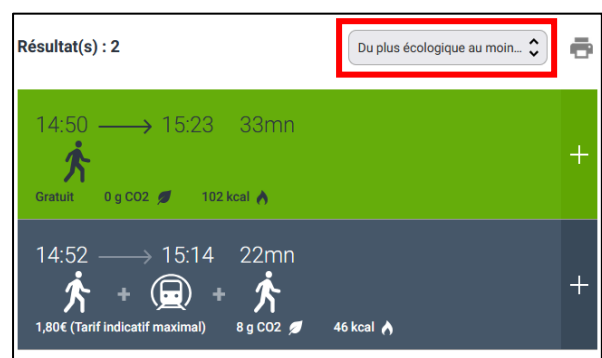 Résultat(s) : 2
Du plus écologique au moin...
14:50 15:23 33mn
Gratuit 0 g CO2 102 kcal
+
14:52 15:14 22mn
+ +
1,80€ (Tarif indicatif maximal) 8 g CO2 46 kcal
+